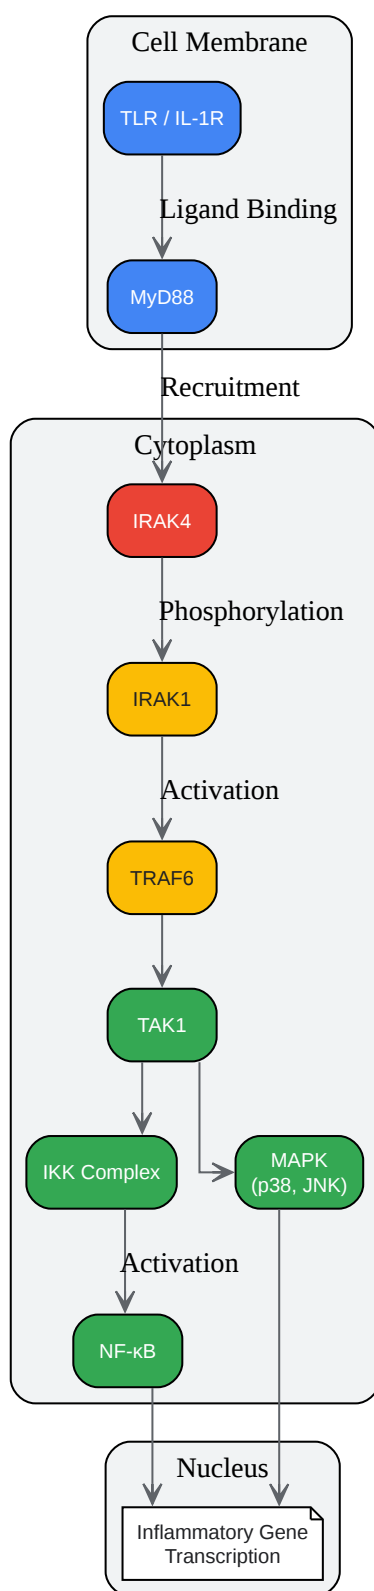 Cell Membrane
TLR / IL-1R
Ligand Binding
MyD88
Recruitment
Cytoplasm
IRAK4
Phosphorylation
IRAK1
Activation
TRAF6
TAK1
IKK Complex
MAPK
(p38, JNK)
Activation
NF-κB
Nucleus
Inflammatory Gene
Transcription